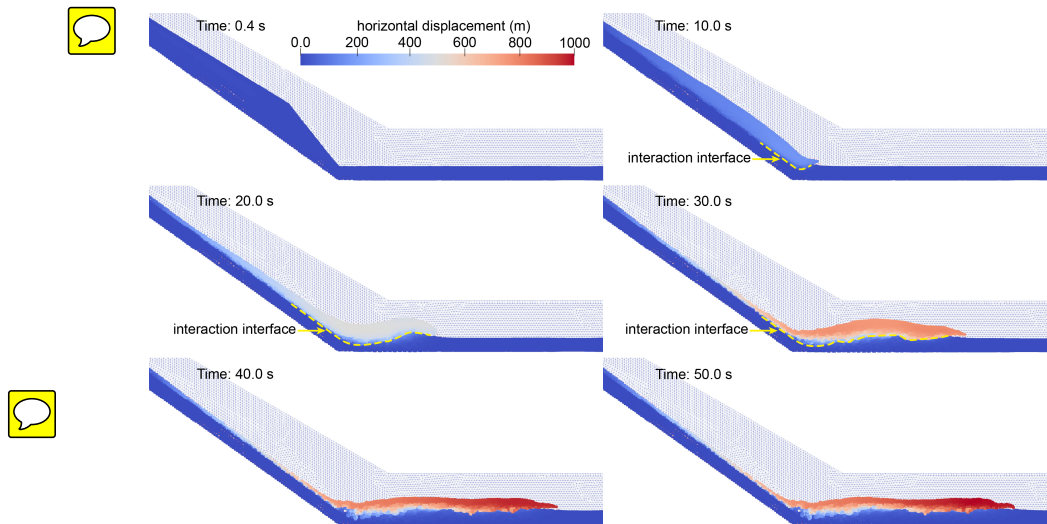 Time: 0.4 s
horizontal displacement (m)
0.0 200 400 600 800 1000
Time: 10.0 s
interaction interface
Time: 20.0 s
interaction interface
Time: 30.0 s
interaction interface
Time: 40.0 s
Time: 50.0 s